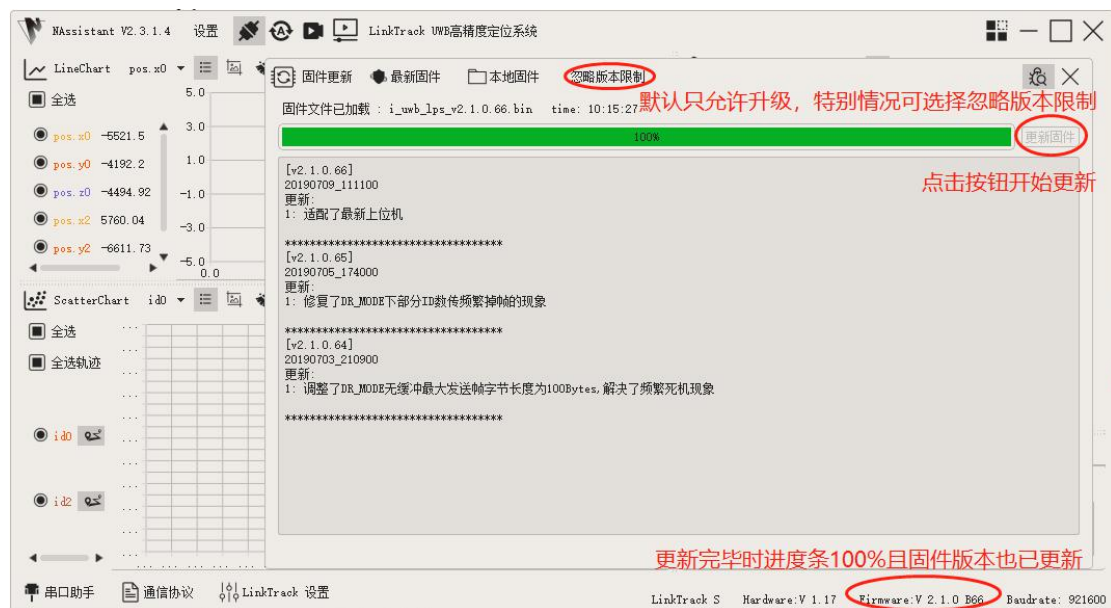 NAssistant V2.3.1.4 设置 LinkTrack UWB高精度定位系统
LineChart pos.x0
全选
5.0
3.0
1.0
-1.0
-3.0
-5.0
0.0
pos.x0 -5521.5
pos.y0 -4192.2
pos.z0 -4494.92
pos.x2 5760.04
pos.y2 -6611.73
ScatterChart id0
全选
全选轨迹
id0
id2
固件更新 最新固件 本地固件 忽略版本限制
默认只允许升级，特别情况可选择忽略版本限制
固件文件已加载 : i_uwb_lps_v2.1.0.66.bin time: 10:15:27
100%
更新固件
点击按钮开始更新
[v2.1.0.66]
20190709_111100
更新:
1: 适配了最新上位机
***********************************
[v2.1.0.65]
20190705_174000
更新:
1: 修复了DR_MODE下部分ID数传频繁掉帧的现象
***********************************
[v2.1.0.64]
20190703_210900
更新:
1: 调整了DR_MODE无缓冲最大发送帧字节长度为100Bytes,解决了频繁死机现象
***********************************
更新完毕时进度条100%且固件版本也已更新
串口助手 通信协议 LinkTrack 设置
LinkTrack S Hardware:V 1.17 Firmware:V 2.1.0 B66 Baudrate: 921600